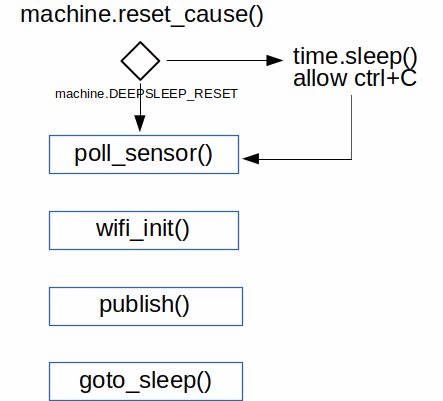 machine.reset_cause()
time.sleep()
allow ctrl+C
machine.DEEPSLEEP_RESET
poll_sensor()
wifi_init()
publish()
goto_sleep()